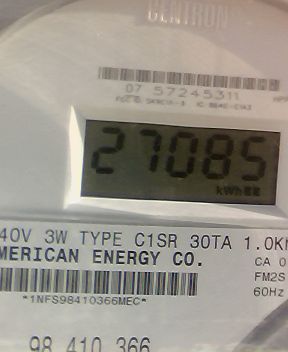 CENTRON
07 57245311
27085
kWh
40V 3W TYPE C1SR 30TA 1.0K
MERICAN ENERGY CO.
CA 0
FM2S
*1NFS98410366MEC*
60Hz
98 410 366